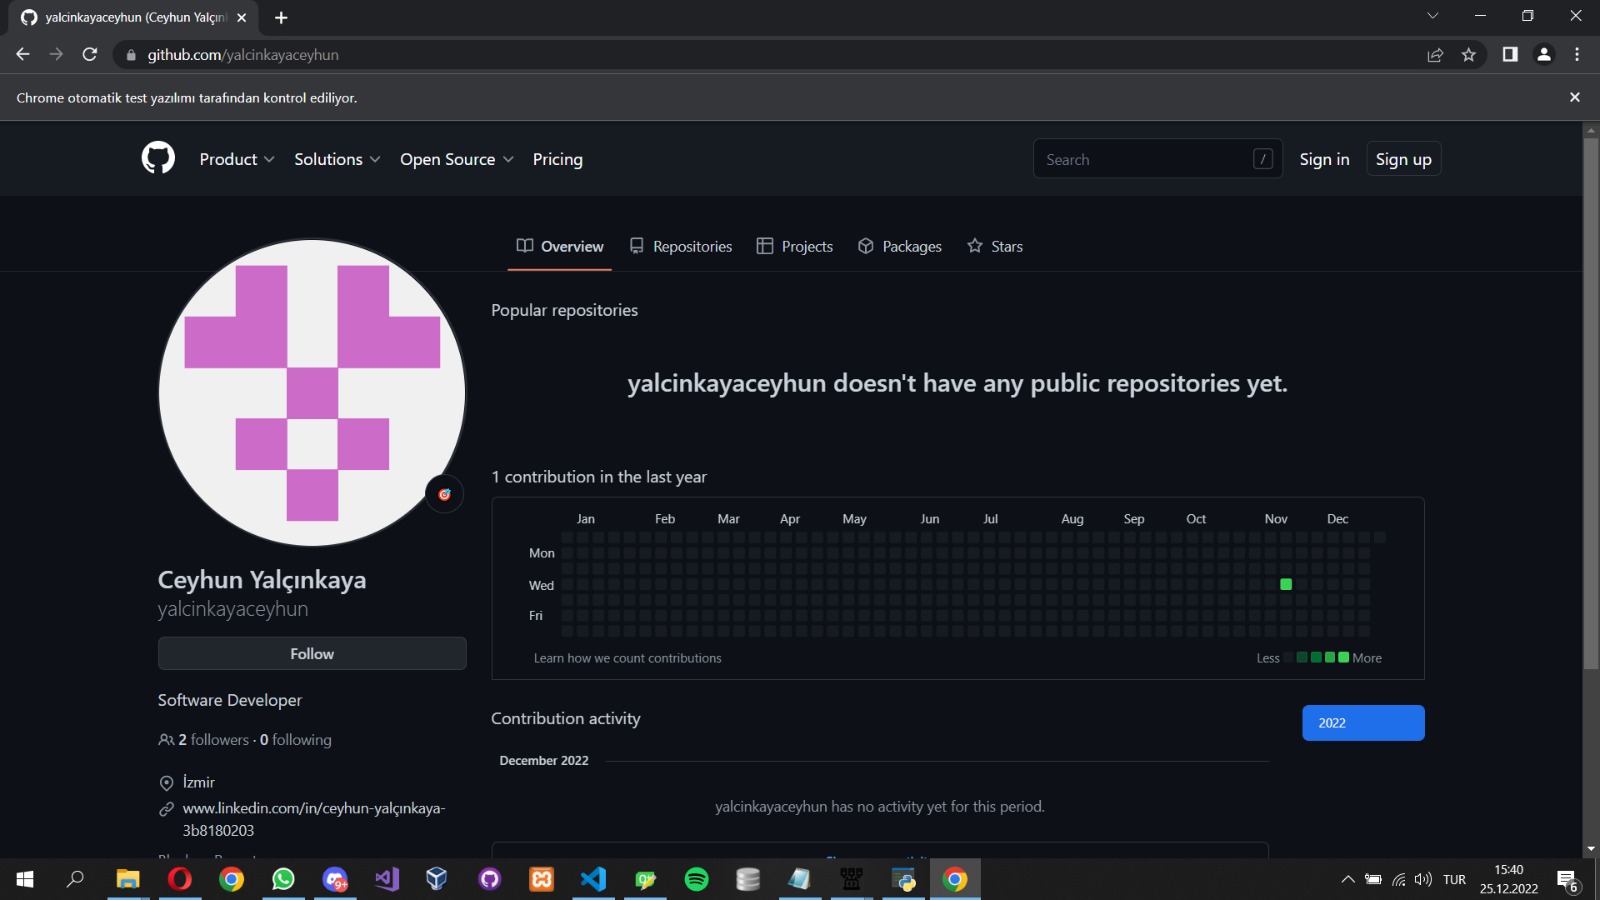 yalcinkayaceyhun (Ceyhun Yalçın
github.com/yalcinkayaceyhun
Chrome otomatik test yazılımı tarafından kontrol ediliyor.
Product
Solutions
Open Source
Pricing
Search
/
Sign in
Sign up
Overview
Repositories
Projects
Packages
Stars
Popular repositories
yalcinkayaceyhun doesn't have any public repositories yet.
1 contribution in the last year
Jan Feb Mar Apr May Jun Jul Aug Sep Oct Nov Dec
Mon
Wed
Fri
Learn how we count contributions
Less
More
Ceyhun Yalçınkaya
yalcinkayaceyhun
Follow
Software Developer
2 followers · 0 following
İzmir
www.linkedin.com/in/ceyhun-yalçınkaya-
3b8180203
Contribution activity
2022
December 2022
yalcinkayaceyhun has no activity yet for this period.
9+
TUR
15:40
25.12.2022
6